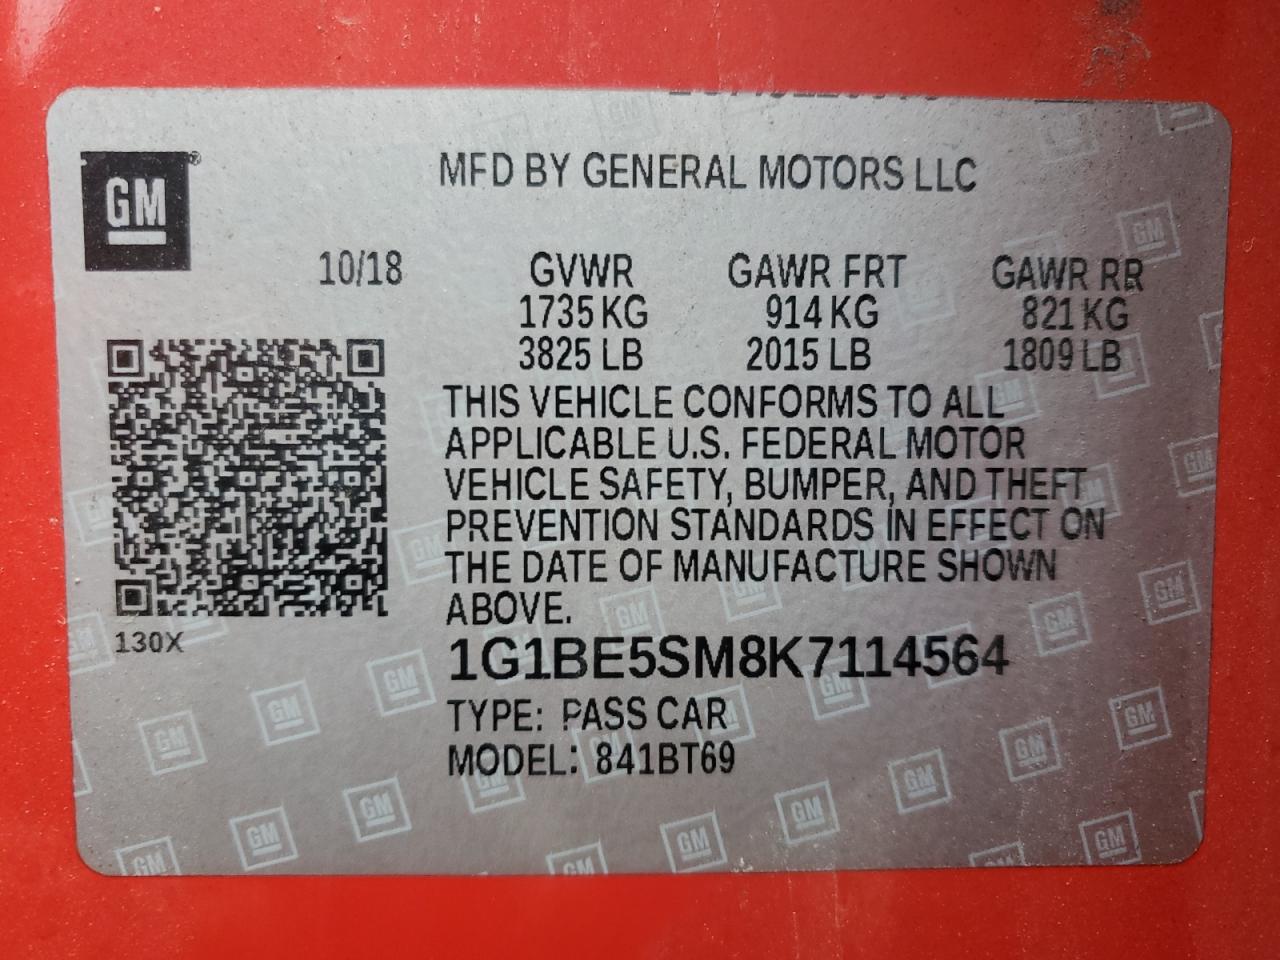 GM
MFD BY GENERAL MOTORS LLC
10/18 GVWR GAWR FRT GAWR RR
1735 KG 914 KG 821 KG
3825 LB 2015 LB 1809 LB
THIS VEHICLE CONFORMS TO ALL
APPLICABLE U.S. FEDERAL MOTOR
VEHICLE SAFETY, BUMPER, AND THEFT
PREVENTION STANDARDS IN EFFECT ON
THE DATE OF MANUFACTURE SHOWN
ABOVE.
130X
1G1BE5SM8K7114564
TYPE: PASS CAR
MODEL: 841BT69